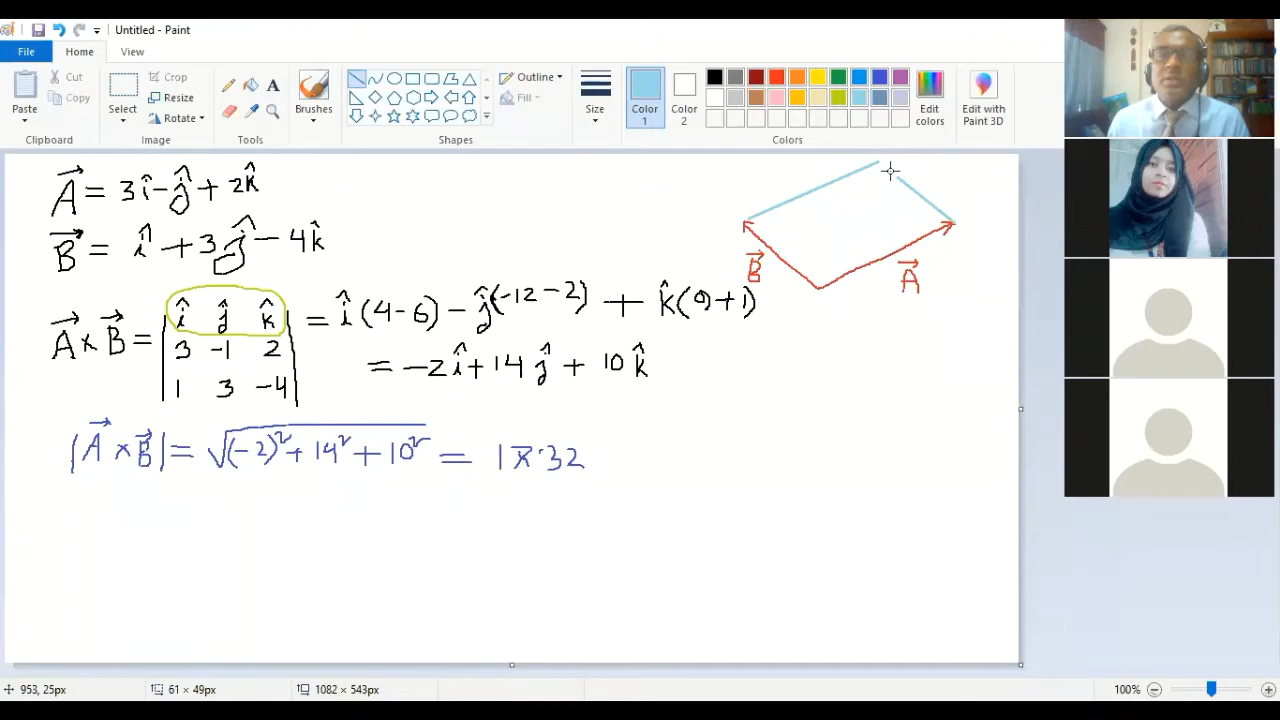 Untitled - Paint
File Home View
Paste Cut Copy Select Crop Resize Rotate Brushes Size Outline Fill Color 1 Color 2 Edit colors Edit with Paint 3D
Clipboard Image Tools Shapes Colors
A⃗ = 3î - ĵ + 2k̂
B⃗ = î + 3ĵ - 4k̂
B⃗ A⃗
A⃗ × B⃗ = | î ĵ k̂ | = î(4-6) - ĵ(-12-2) + k̂(9+1)
3 -1 2 = -2î + 14ĵ + 10k̂
1 3 -4
|A⃗ × B⃗| = √(-2)² + 14² + 10² = 17.32
953, 25px 61 × 49px 1082 × 543px 100%